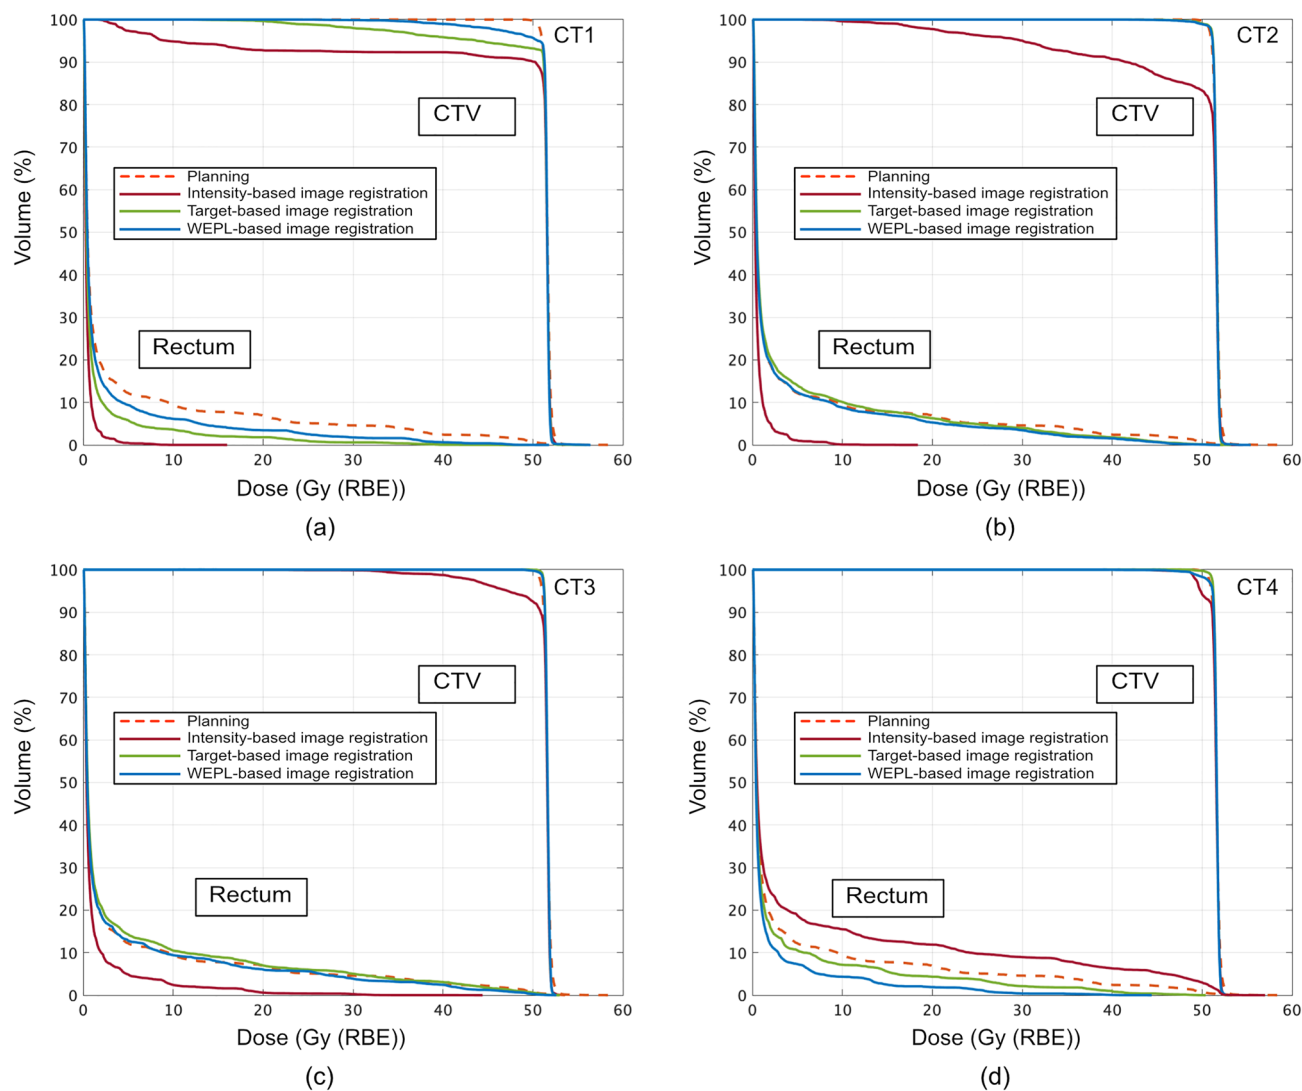 100
90
80
70
60
50
40
30
20
10
0
Volume (%)
CT1
CTV
Planning
Intensity-based image registration
Target-based image registration
WEPL-based image registration
Rectum
0 10 20 30 40 50 60
Dose (Gy (RBE))
(a)
100
90
80
70
60
50
40
30
20
10
0
Volume (%)
CT2
CTV
Planning
Intensity-based image registration
Target-based image registration
WEPL-based image registration
Rectum
0 10 20 30 40 50 60
Dose (Gy (RBE))
(b)
100
90
80
70
60
50
40
30
20
10
0
Volume (%)
CT3
CTV
Planning
Intensity-based image registration
Target-based image registration
WEPL-based image registration
Rectum
0 10 20 30 40 50 60
Dose (Gy (RBE))
(c)
100
90
80
70
60
50
40
30
20
10
0
Volume (%)
CT4
CTV
Planning
Intensity-based image registration
Target-based image registration
WEPL-based image registration
Rectum
0 10 20 30 40 50 60
Dose (Gy (RBE))
(d)